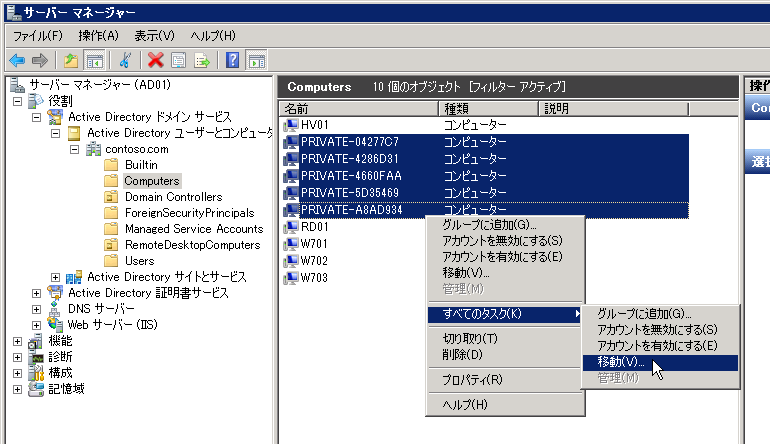 サーバー マネージャー
ファイル(F) 操作(A) 表示(V) ヘルプ(H)
サーバー マネージャー (AD01)
役割
Active Directory ドメイン サービス
Active Directory ユーザーとコンピュータ
contoso.com
Builtin
Computers
Domain Controllers
ForeignSecurityPrincipals
Managed Service Accounts
RemoteDesktopComputers
Users
Active Directory サイトとサービス
Active Directory 証明書サービス
DNS サーバー
Web サーバー (IIS)
機能
診断
構成
記憶域
Computers 10 個のオブジェクト [フィルター アクティブ]
名前 種類 説明
HV01 コンピューター
PRIVATE-04277C7 コンピューター
PRIVATE-4286D31 コンピューター
PRIVATE-4660FAA コンピューター
PRIVATE-5D35469 コンピューター
PRIVATE-A8AD934 コンピューター
RD01
W701
W702
W703
グループに追加(G)...
アカウントを無効にする(S)
アカウントを有効にする(E)
移動(V)...
管理(M)
すべてのタスク(K)
切り取り(T)
削除(D)
プロパティ(R)
ヘルプ(H)
グループに追加(G)...
アカウントを無効にする(S)
アカウントを有効にする(E)
移動(V)...
管理(M)
操作
Co
選択